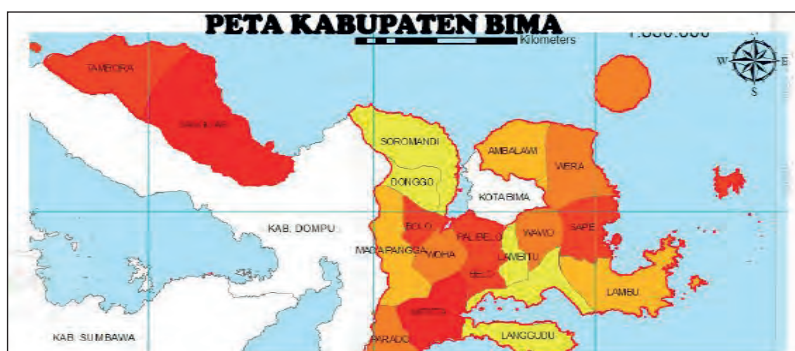 PETA KABUPATEN BIMA
Kilometers
N
W
E
S
TAMBORA
SANGGAR
SOROMANDI
DONGGO
AMBALAWI
WERA
KOTA BIMA
KAB. DOMPU
BOLO
MADAPANGGA
WOHA
PALIBELO
BELO
LAMBITU
WAWO
SAPE
LAMBU
PARADO
LANGGUDU
KAB. SUMBAWA